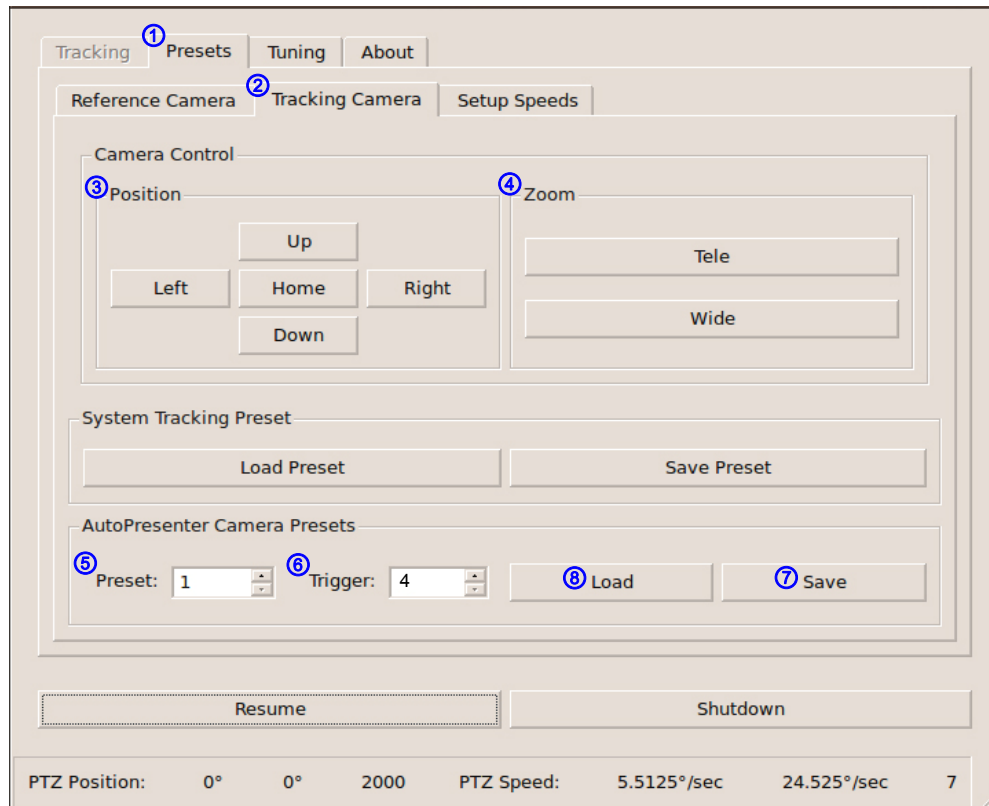 ① Tracking Presets Tuning About
② Reference Camera Tracking Camera Setup Speeds
Camera Control
③ Position ④ Zoom
Up
Tele
Left Home Right
Wide
Down
System Tracking Preset
Load Preset Save Preset
AutoPresenter Camera Presets
⑤ Preset: 1 ⑥ Trigger: 4 ⑧ Load ⑦ Save
Resume Shutdown
PTZ Position: 0° 0° 2000 PTZ Speed: 5.5125°/sec 24.525°/sec 7